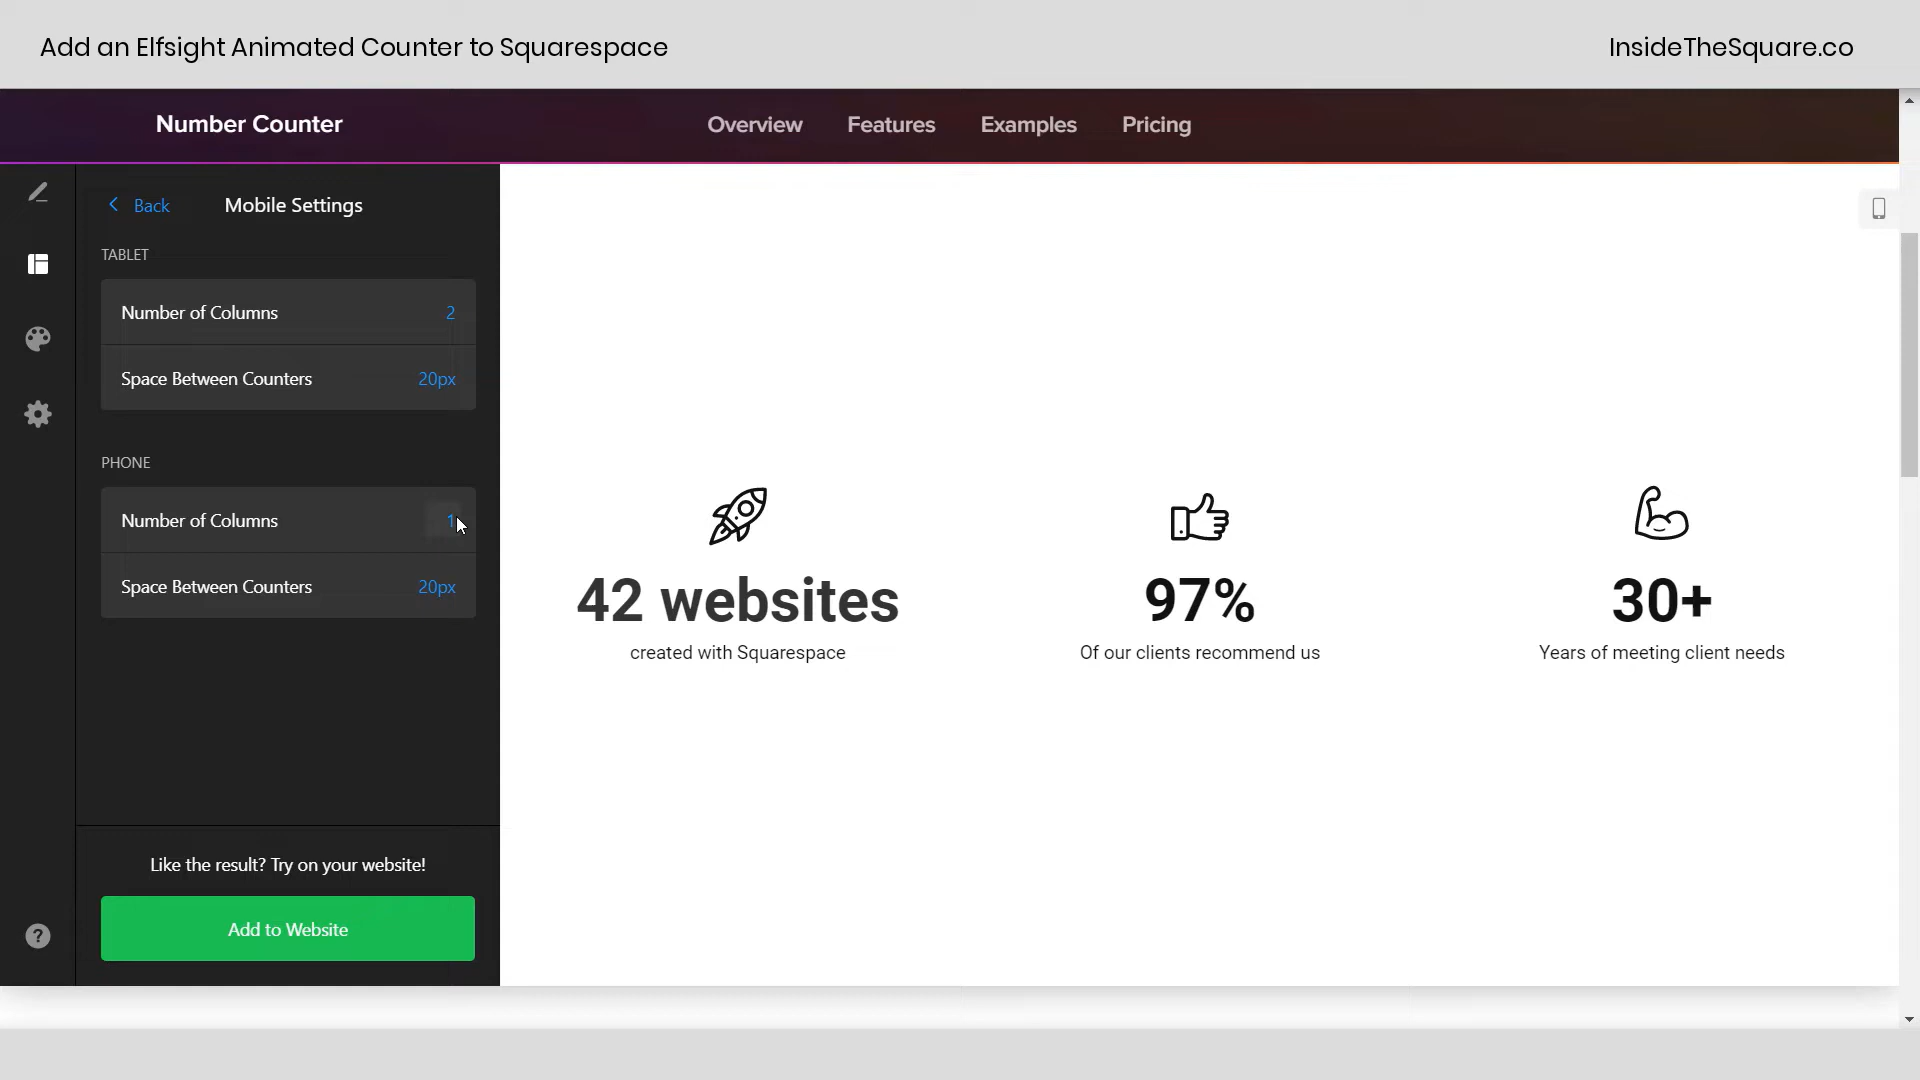 Add an Elfsight Animated Counter to Squarespace
InsideTheSquare.co
Number Counter
Overview
Features
Examples
Pricing
Back
Mobile Settings
TABLET
Number of Columns
2
Space Between Counters
20px
PHONE
Number of Columns
1
Space Between Counters
20px
42 websites
created with Squarespace
97%
Of our clients recommend us
30+
Years of meeting client needs
Like the result? Try on your website!
Add to Website
?